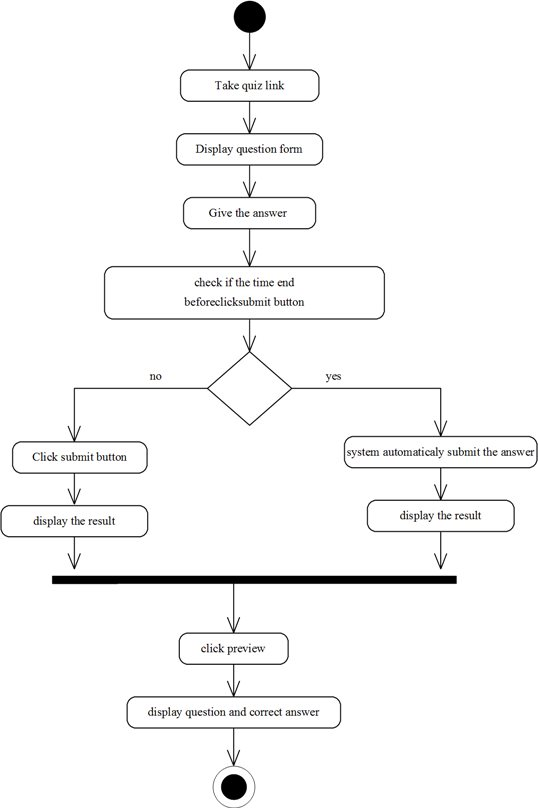 Take quiz link
Display question form
Give the answer
check if the time end
beforeclicksubmit button
no
yes
Click submit button
system automaticaly submit the answer
display the result
display the result
click preview
display question and correct answer